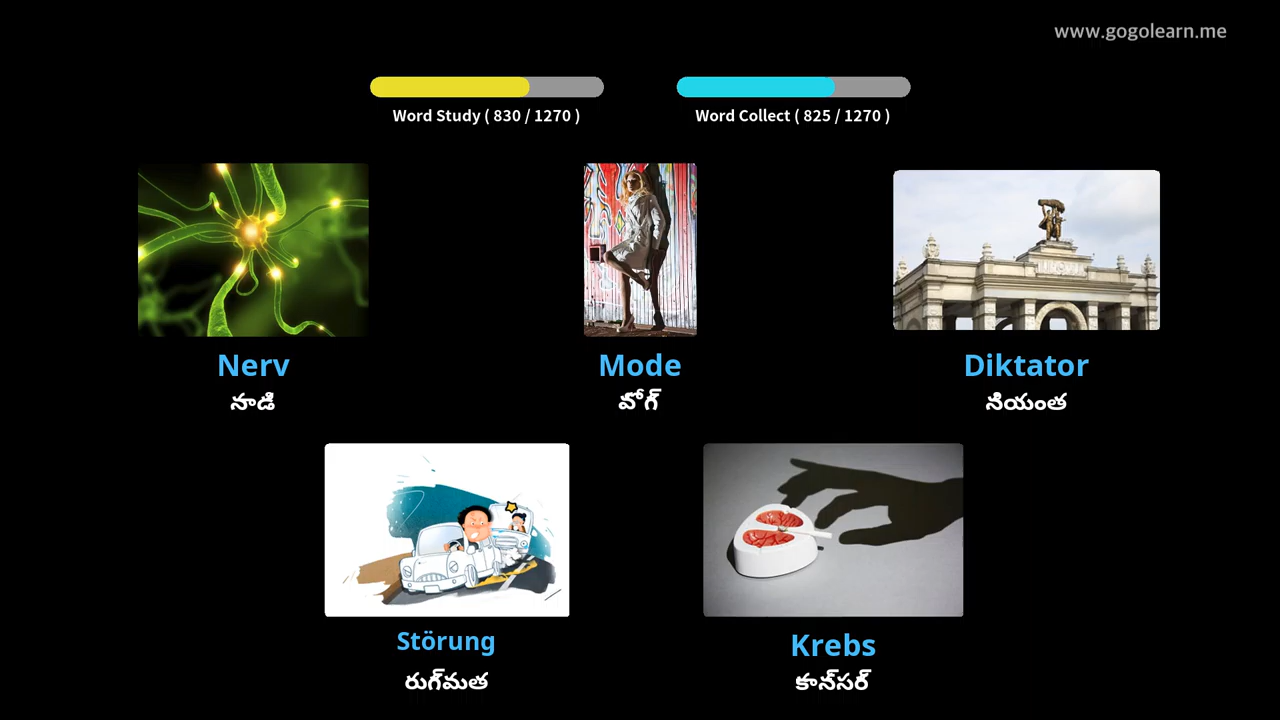 www.gogolearn.me
Word Study ( 830 / 1270 )
Word Collect ( 825 / 1270 )
Nerv
నాడి
Mode
వోగ్
Diktator
నియంత
Störung
రుగ్మత
Krebs
కాన్సర్